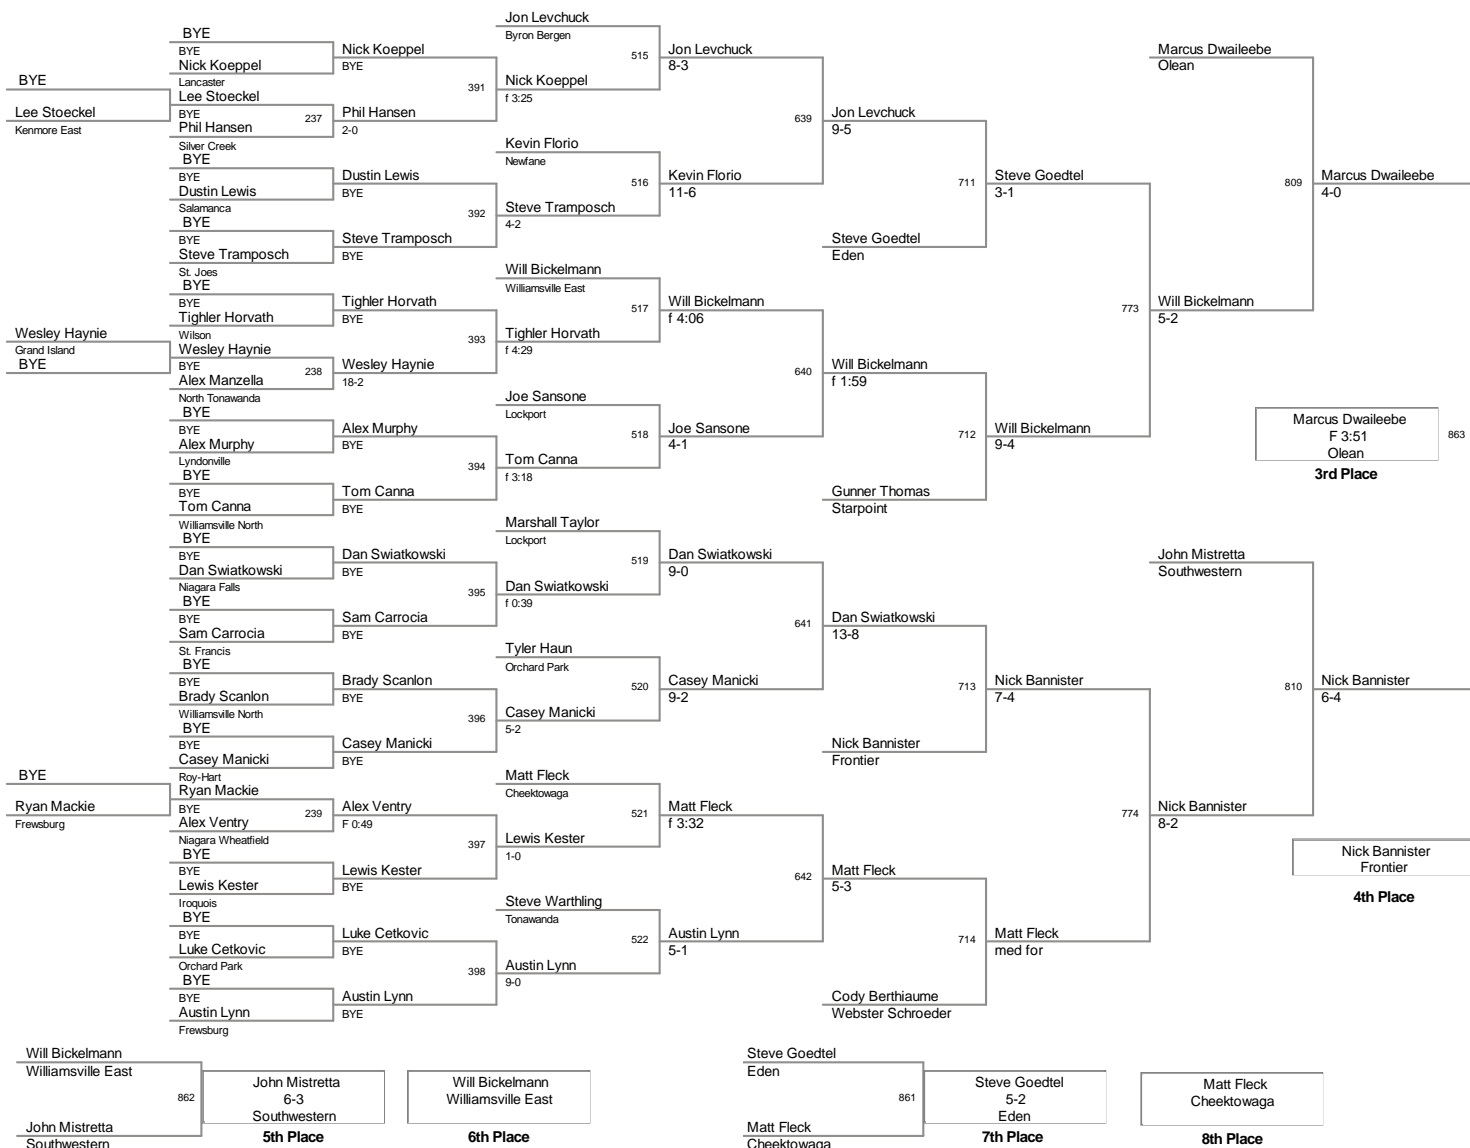 BYE
Lee Stoeckel
Kenmore East
Wesley Haynie
Grand Island
BYE
BYE
Ryan Mackie
Frewsburg
BYE
BYE
Nick Koeppel
Lancaster
Lee Stoeckel
BYE
237
Phil Hansen
Silver Creek
BYE
BYE
Dustin Lewis
Salamanca
BYE
BYE
Steve Tramposch
St. Joes
BYE
BYE
Tighler Horvath
Wilson
Wesley Haynie
BYE
238
Alex Manzella
North Tonawanda
BYE
BYE
Alex Murphy
Lyndonville
BYE
BYE
Tom Canna
Williamsville North
BYE
BYE
Dan Swiatkowski
Niagara Falls
BYE
BYE
Sam Carrocia
St. Francis
BYE
BYE
Brady Scanlon
Williamsville North
BYE
BYE
Casey Manicki
Roy-Hart
Ryan Mackie
BYE
239
Alex Ventry
Niagara Wheatfield
BYE
BYE
Lewis Kester
Iroquois
BYE
BYE
Luke Cetkovic
Orchard Park
BYE
BYE
Austin Lynn
Frewsburg
Nick Koeppel
BYE
391
Phil Hansen
2-0
Dustin Lewis
BYE
392
Steve Tramposch
BYE
Tighler Horvath
BYE
393
Wesley Haynie
18-2
Alex Murphy
BYE
394
Tom Canna
BYE
Dan Swiatkowski
BYE
395
Sam Carrocia
BYE
Brady Scanlon
BYE
396
Casey Manicki
BYE
Alex Ventry
F 0:49
397
Lewis Kester
BYE
Luke Cetkovic
BYE
398
Austin Lynn
BYE
Jon Levchuck
Byron Bergen
515
Nick Koeppel
f 3:25
Kevin Florio
Newfane
516
Steve Tramposch
4-2
Will Bickelmann
Williamsville East
517
Tighler Horvath
f 4:29
Joe Sansone
Lockport
518
Tom Canna
f 3:18
Marshall Taylor
Lockport
519
Dan Swiatkowski
f 0:39
Tyler Haun
Orchard Park
520
Casey Manicki
5-2
Matt Fleck
Cheektowaga
521
Lewis Kester
1-0
Steve Warthling
Tonawanda
522
Austin Lynn
9-0
Jon Levchuck
8-3
639
Kevin Florio
11-6
Will Bickelmann
f 4:06
640
Joe Sansone
4-1
Dan Swiatkowski
9-0
641
Casey Manicki
9-2
Matt Fleck
f 3:32
642
Austin Lynn
5-1
Jon Levchuck
9-5
711
Steve Goedtel
Eden
Will Bickelmann
f 1:59
712
Gunner Thomas
Starpoint
Dan Swiatkowski
13-8
713
Nick Bannister
Frontier
Matt Fleck
5-3
714
Cody Berthiaume
Webster Schroeder
Steve Goedtel
3-1
773
Will Bickelmann
9-4
Nick Bannister
7-4
774
Matt Fleck
med for
Marcus Dwaileebe
Olean
809
Will Bickelmann
5-2
John Mistretta
Southwestern
810
Nick Bannister
8-2
Marcus Dwaileebe
4-0
Marcus Dwaileebe
F 3:51
Olean
863
3rd Place
Nick Bannister
6-4
Nick Bannister
Frontier
4th Place
Will Bickelmann
Williamsville East
862
John Mistretta
Southwestern
John Mistretta
6-3
Southwestern
5th Place
Will Bickelmann
Williamsville East
6th Place
Steve Goedtel
Eden
861
Matt Fleck
Cheektowaga
Steve Goedtel
5-2
Eden
7th Place
Matt Fleck
Cheektowaga
8th Place